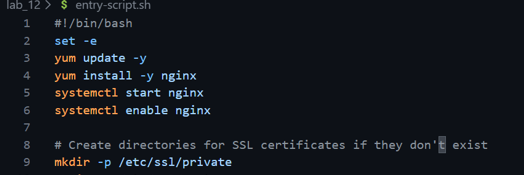 lab_12 > $ entry-script.sh
1 #!/bin/bash
2 set -e
3 yum update -y
4 yum install -y nginx
5 systemctl start nginx
6 systemctl enable nginx
7
8 # Create directories for SSL certificates if they don't exist
9 mkdir -p /etc/ssl/private